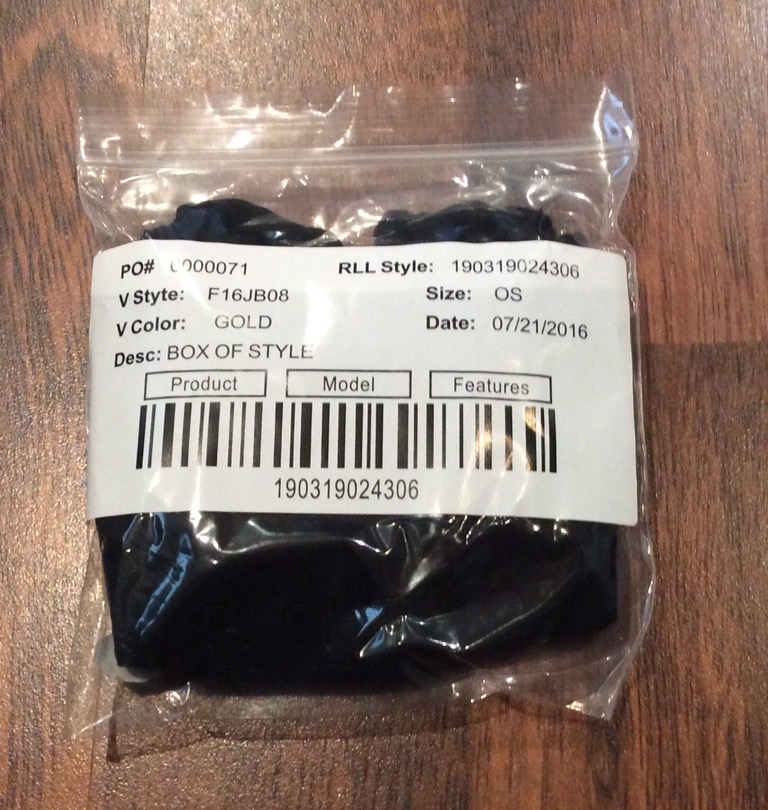 PO# 0000071 RLL Style: 190319024306
V Style: F16JB08 Size: OS
V Color: GOLD Date: 07/21/2016
Desc: BOX OF STYLE
Product Model Features
190319024306